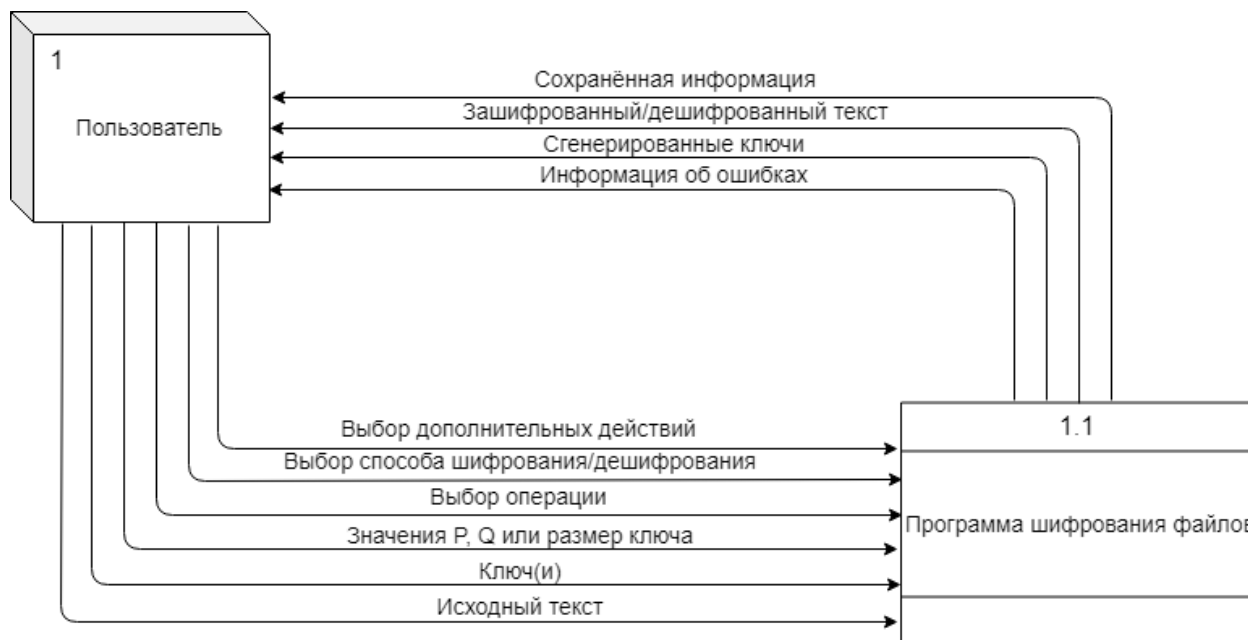 1
Пользователь
Сохранённая информация
Зашифрованный/дешифрованный текст
Сгенерированные ключи
Информация об ошибках
Выбор дополнительных действий
Выбор способа шифрования/дешифрования
Выбор операции
Значения P, Q или размер ключа
Ключ(и)
Исходный текст
1.1
Программа шифрования файлов